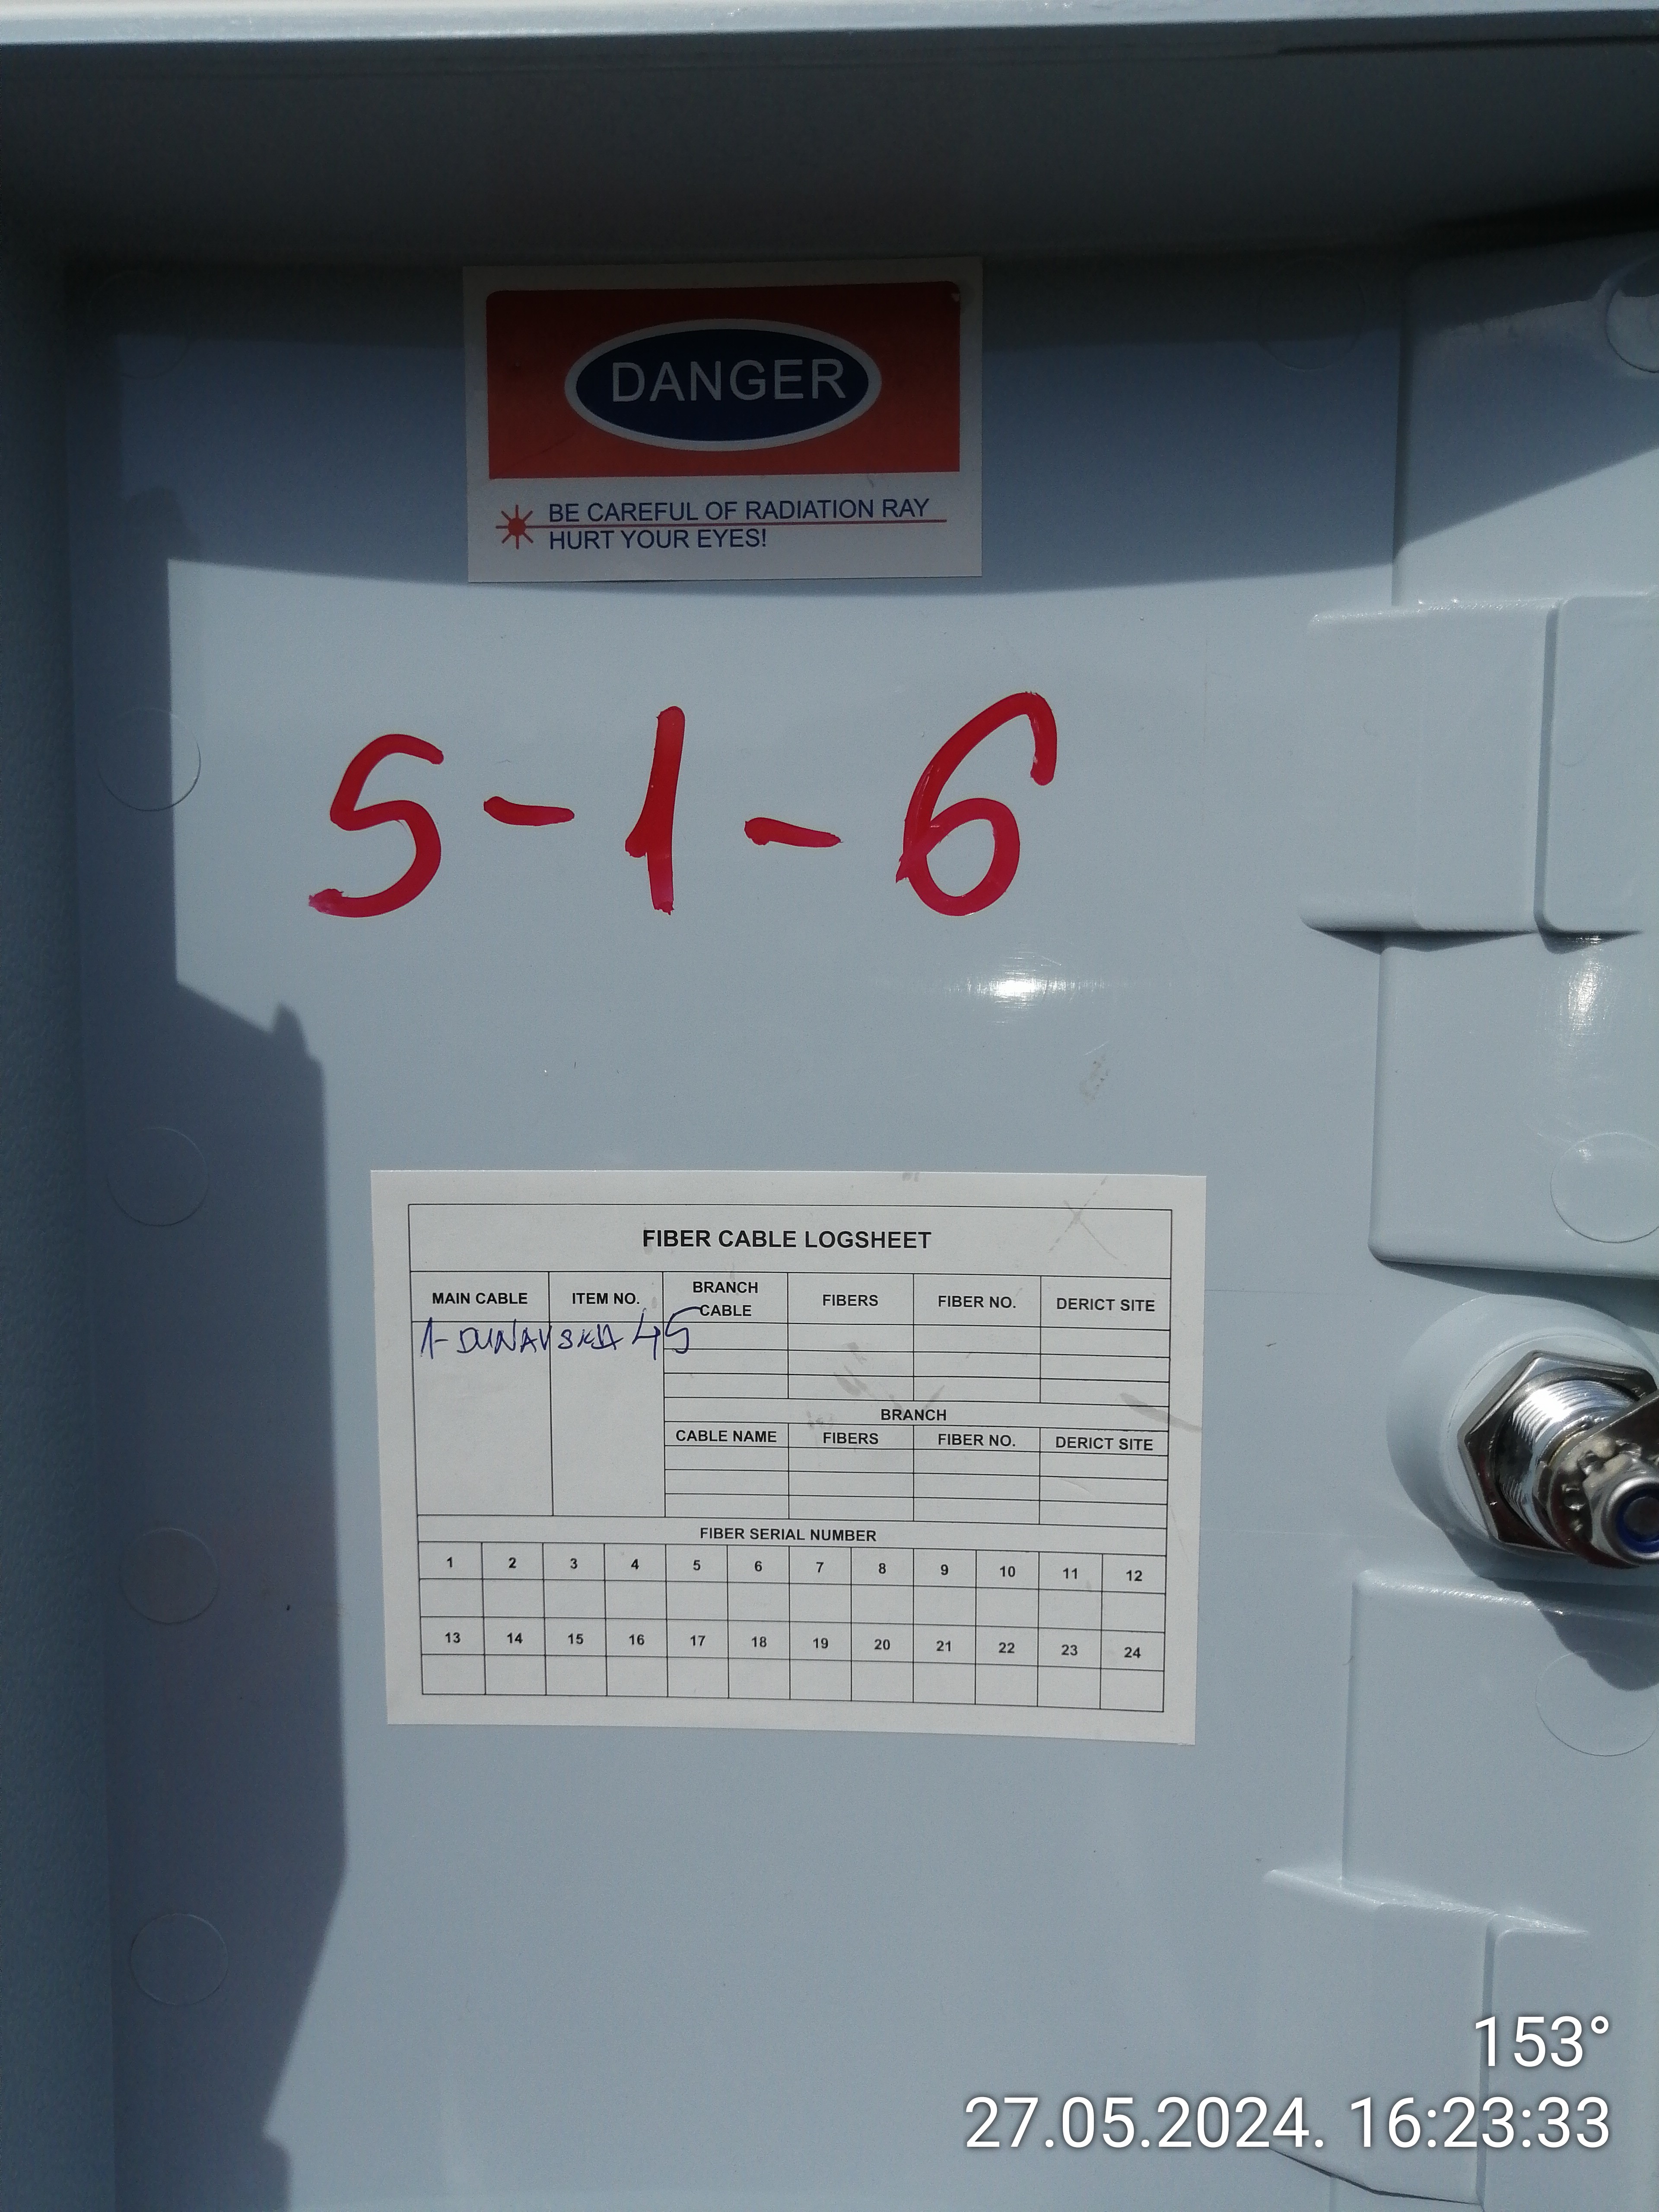 DANGER
BE CAREFUL OF RADIATION RAY
HURT YOUR EYES!
5-1-6
FIBER CABLE LOGSHEET
MAIN CABLE ITEM NO. BRANCH CABLE FIBERS FIBER NO. DERICT SITE
1-DUNAVSKA 45
BRANCH
CABLE NAME FIBERS FIBER NO. DERICT SITE
FIBER SERIAL NUMBER
1 2 3 4 5 6 7 8 9 10 11 12
13 14 15 16 17 18 19 20 21 22 23 24
153°
27.05.2024. 16:23:33